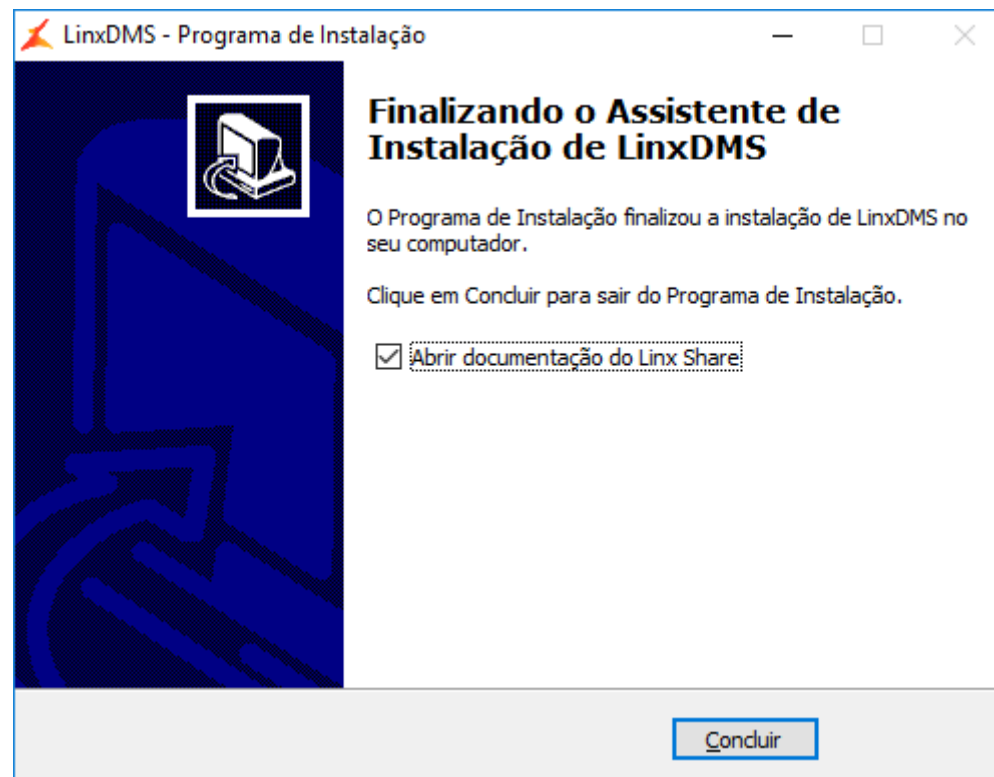 LinxDMS - Programa de Instalação
Finalizando o Assistente de
Instalação de LinxDMS
O Programa de Instalação finalizou a instalação de LinxDMS no
seu computador.
Clique em Concluir para sair do Programa de Instalação.
Abrir documentação do Linx Share
Concluir